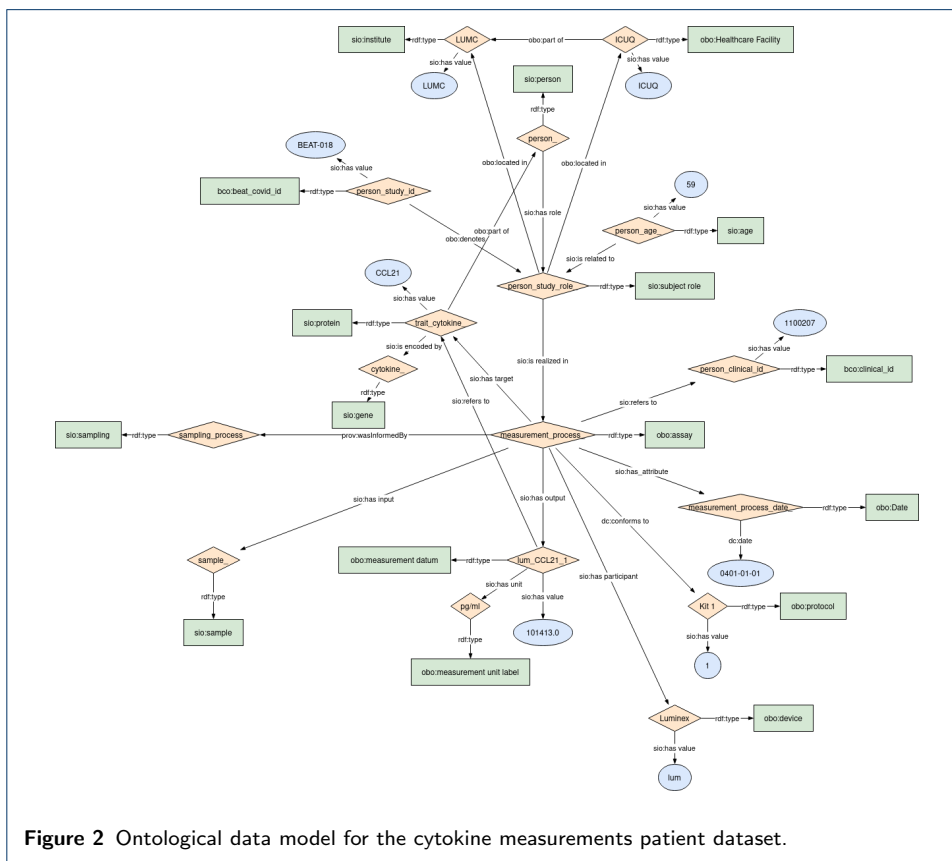 sio:institute
rdf:type
LUMC
obo:part of
ICUQ
rdf:type
obo:Healthcare Facility
sio:has value
sio:has value
LUMC
sio:person
ICUQ
rdf:type
BEAT-018
person_
obo:located in
obo:located in
sio:has value
59
bco:beat_covid_id
rdf:type
person_study_id_
sio:has value
sio:has role
person_age_
rdf:type
sio:age
obo:part of
obo:denotes
sio:is related to
CCL21
person_study_role_
rdf:type
sio:subject role
sio:has value
sio:protein
rdf:type
trait_cytokine_
1100207
sio:is encoded by
sio:has value
sio:is realized in
cytokine_
person_clinical_id_
rdf:type
bco:clinical_id
sio:has target
rdf:type
sio:refers to
sio:refers to
sio:gene
sio:sampling
rdf:type
sampling_process_
prov:wasInformedBy
measurement_process_
rdf:type
obo:assay
sio:has_attribute
sio:has input
sio:has output
measurement_process_date_
rdf:type
obo:Date
dc:conforms to
dc:date
sample_
obo:measurement datum
rdf:type
lum_CCL21_1
0401-01-01
sio:has participant
sio:has unit
rdf:type
sio:has value
pg/ml
Kit 1
rdf:type
obo:protocol
sio:sample
101413.0
rdf:type
sio:has value
obo:measurement unit label
1
Luminex
rdf:type
obo:device
sio:has value
lum
Figure 2 Ontological data model for the cytokine measurements patient dataset.